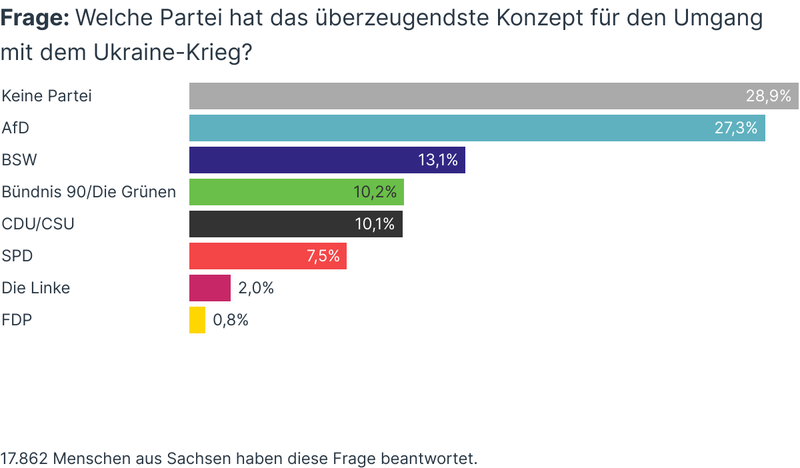 Frage: Welche Partei hat das überzeugendste Konzept für den Umgang
mit dem Ukraine-Krieg?
Keine Partei 28,9%
AfD 27,3%
BSW 13,1%
Bündnis 90/Die Grünen 10,2%
CDU/CSU 10,1%
SPD 7,5%
Die Linke 2,0%
FDP 0,8%
17.862 Menschen aus Sachsen haben diese Frage beantwortet.